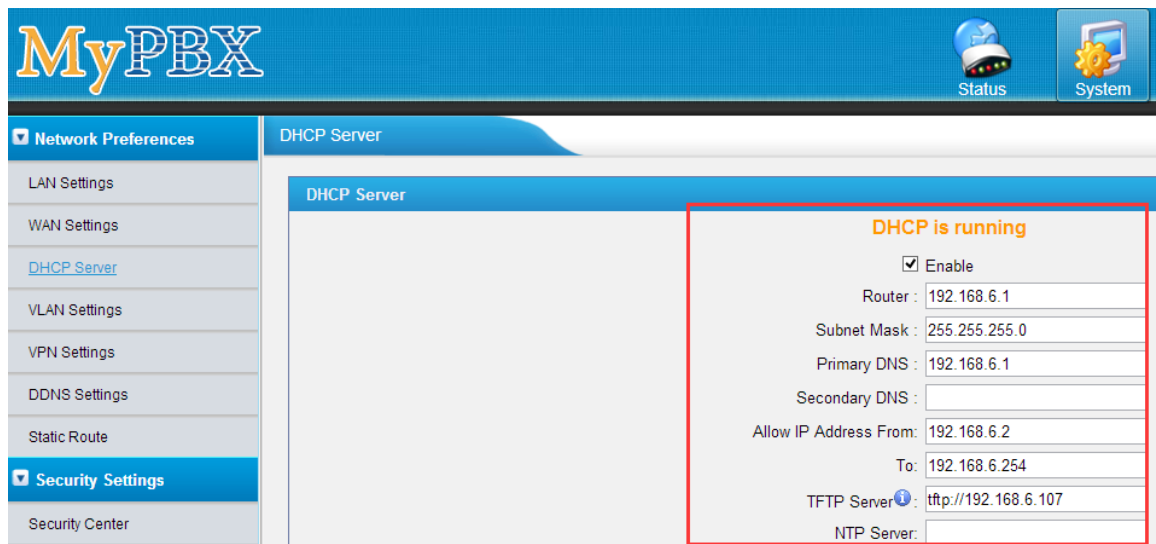 MyPBX
Status
System
Network Preferences
LAN Settings
WAN Settings
DHCP Server
VLAN Settings
VPN Settings
DDNS Settings
Static Route
Security Settings
Security Center
DHCP Server
DHCP Server
DHCP is running
Enable
Router : 192.168.6.1
Subnet Mask : 255.255.255.0
Primary DNS : 192.168.6.1
Secondary DNS :
Allow IP Address From: 192.168.6.2
To: 192.168.6.254
TFTP Server : tftp://192.168.6.107
NTP Server: